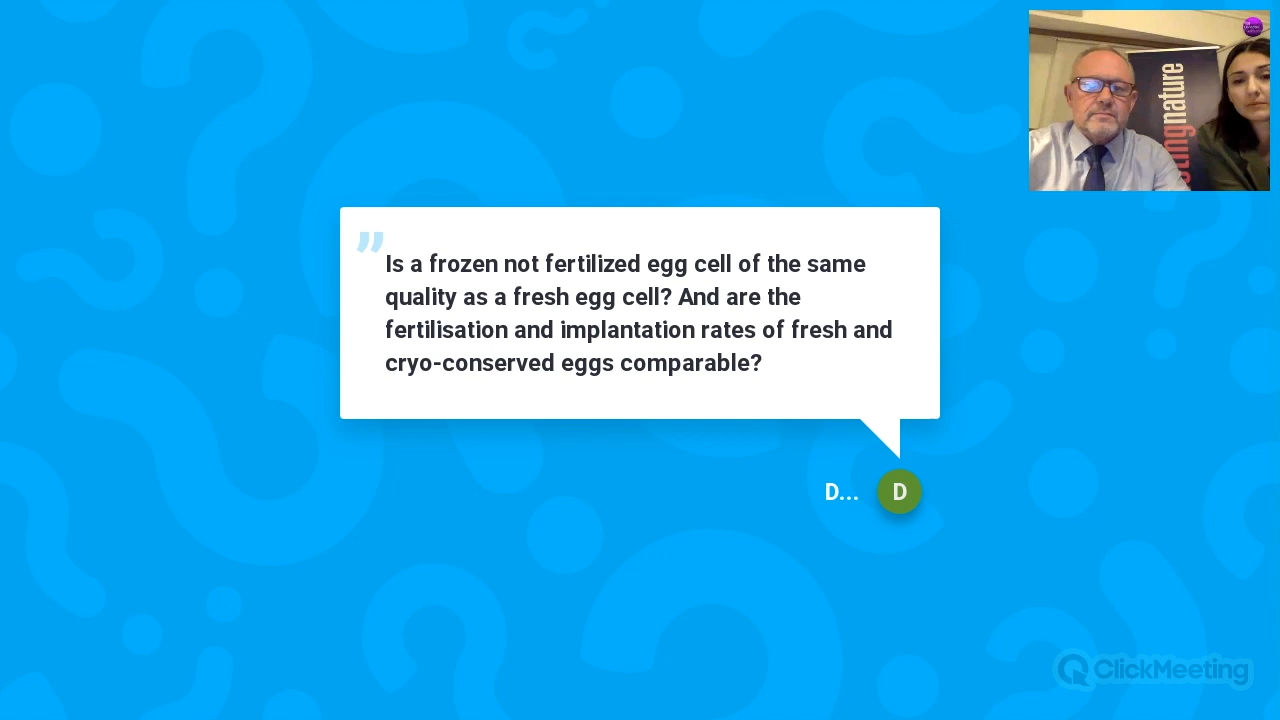 ”
Is a frozen not fertilized egg cell of the same
quality as a fresh egg cell? And are the
fertilisation and implantation rates of fresh and
cryo-conserved eggs comparable?
D... D
stingnature
ClickMeeting